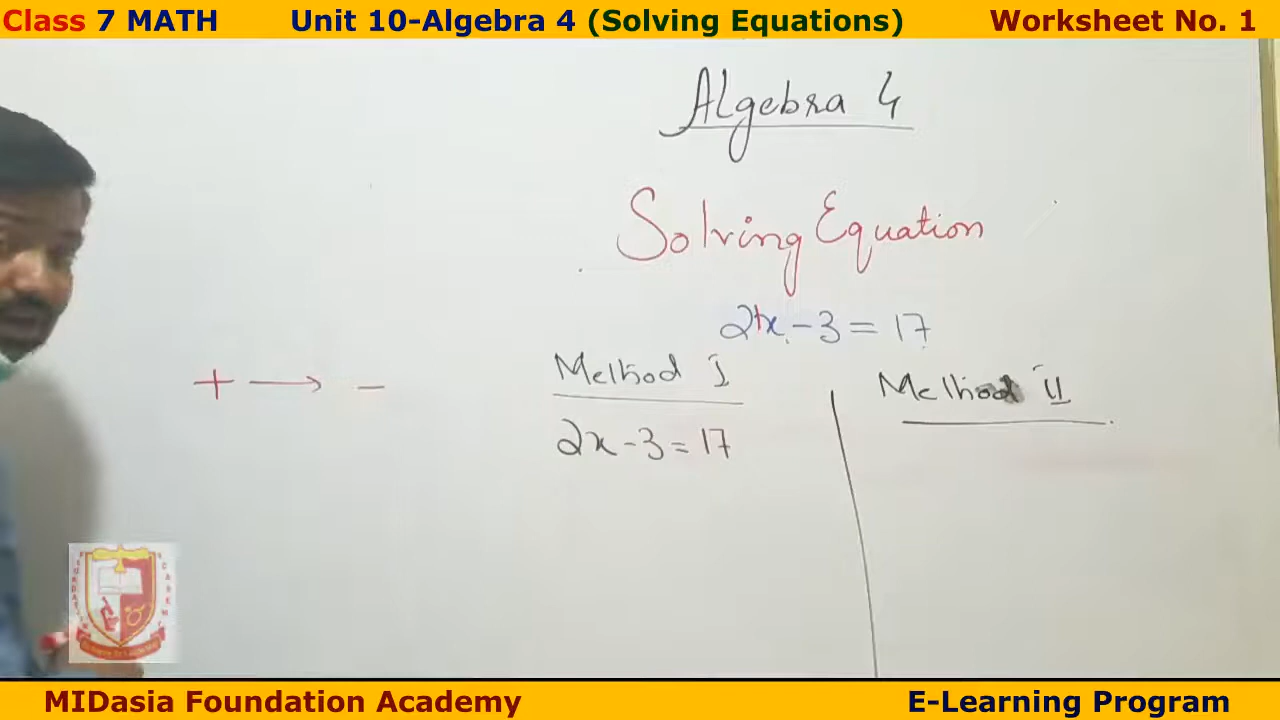 Class 7 MATH Unit 10-Algebra 4 (Solving Equations) Worksheet No. 1
Algebra 4
Solving Equation
2x - 3 = 17
Method I
Method II
+ → -
2x - 3 = 17
MIDasia Foundation Academy E-Learning Program